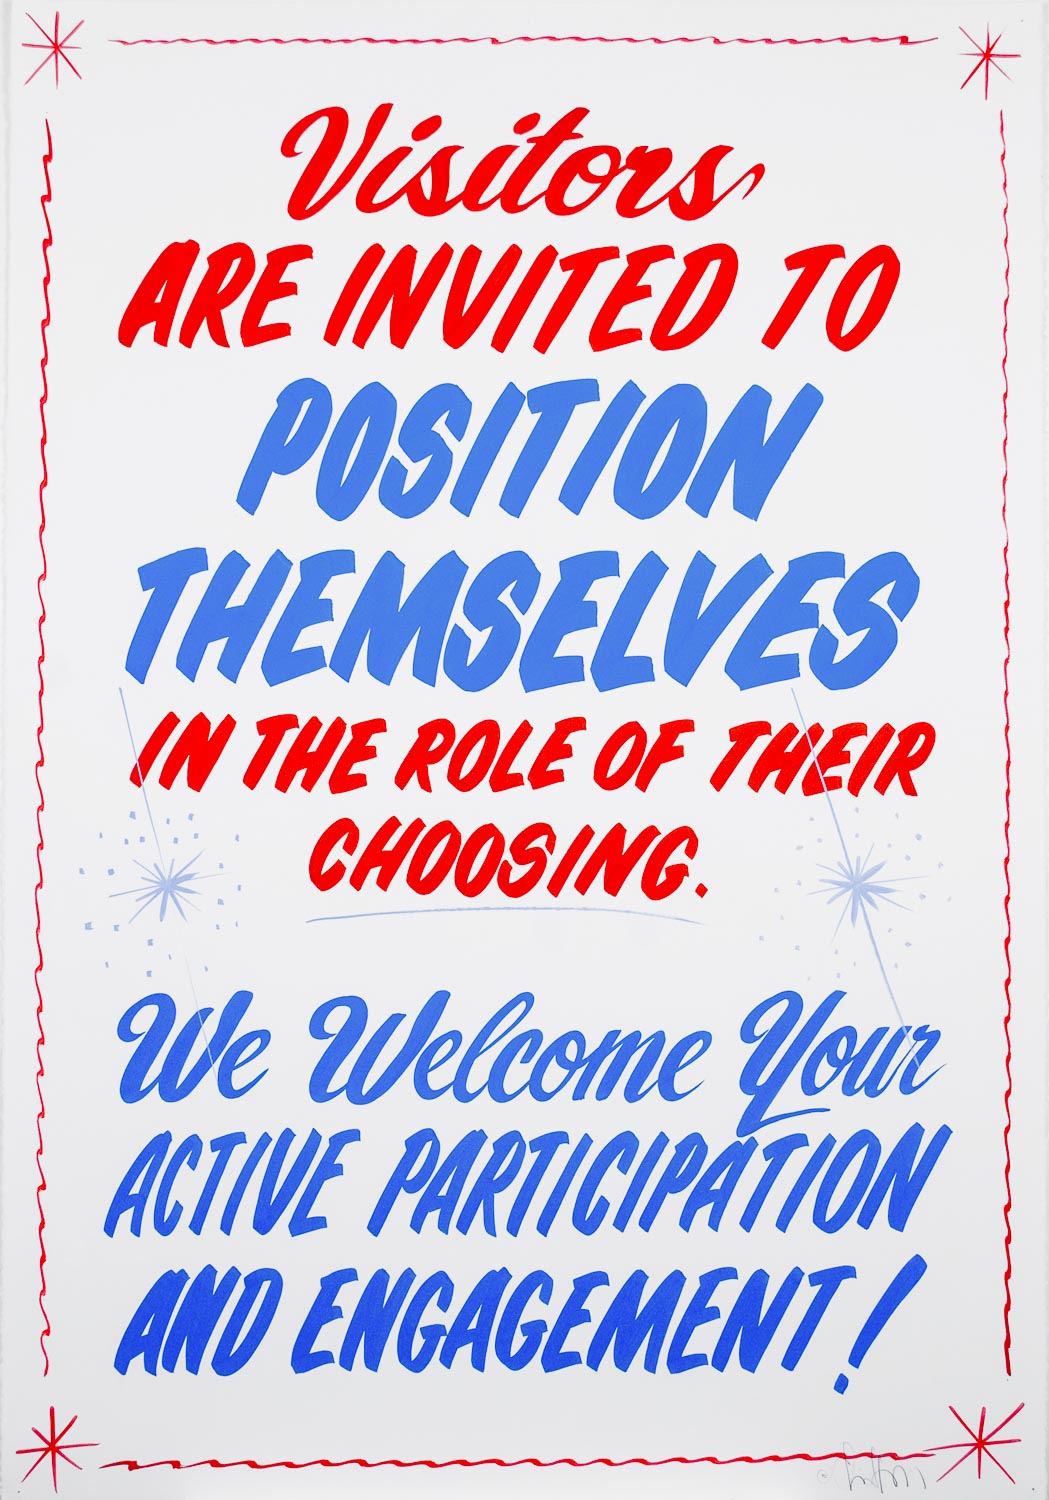 Visitors
ARE INVITED TO
POSITION
THEMSELVES
IN THE ROLE OF THEIR
CHOOSING.
We Welcome Your
ACTIVE PARTICIPATION
AND ENGAGEMENT!